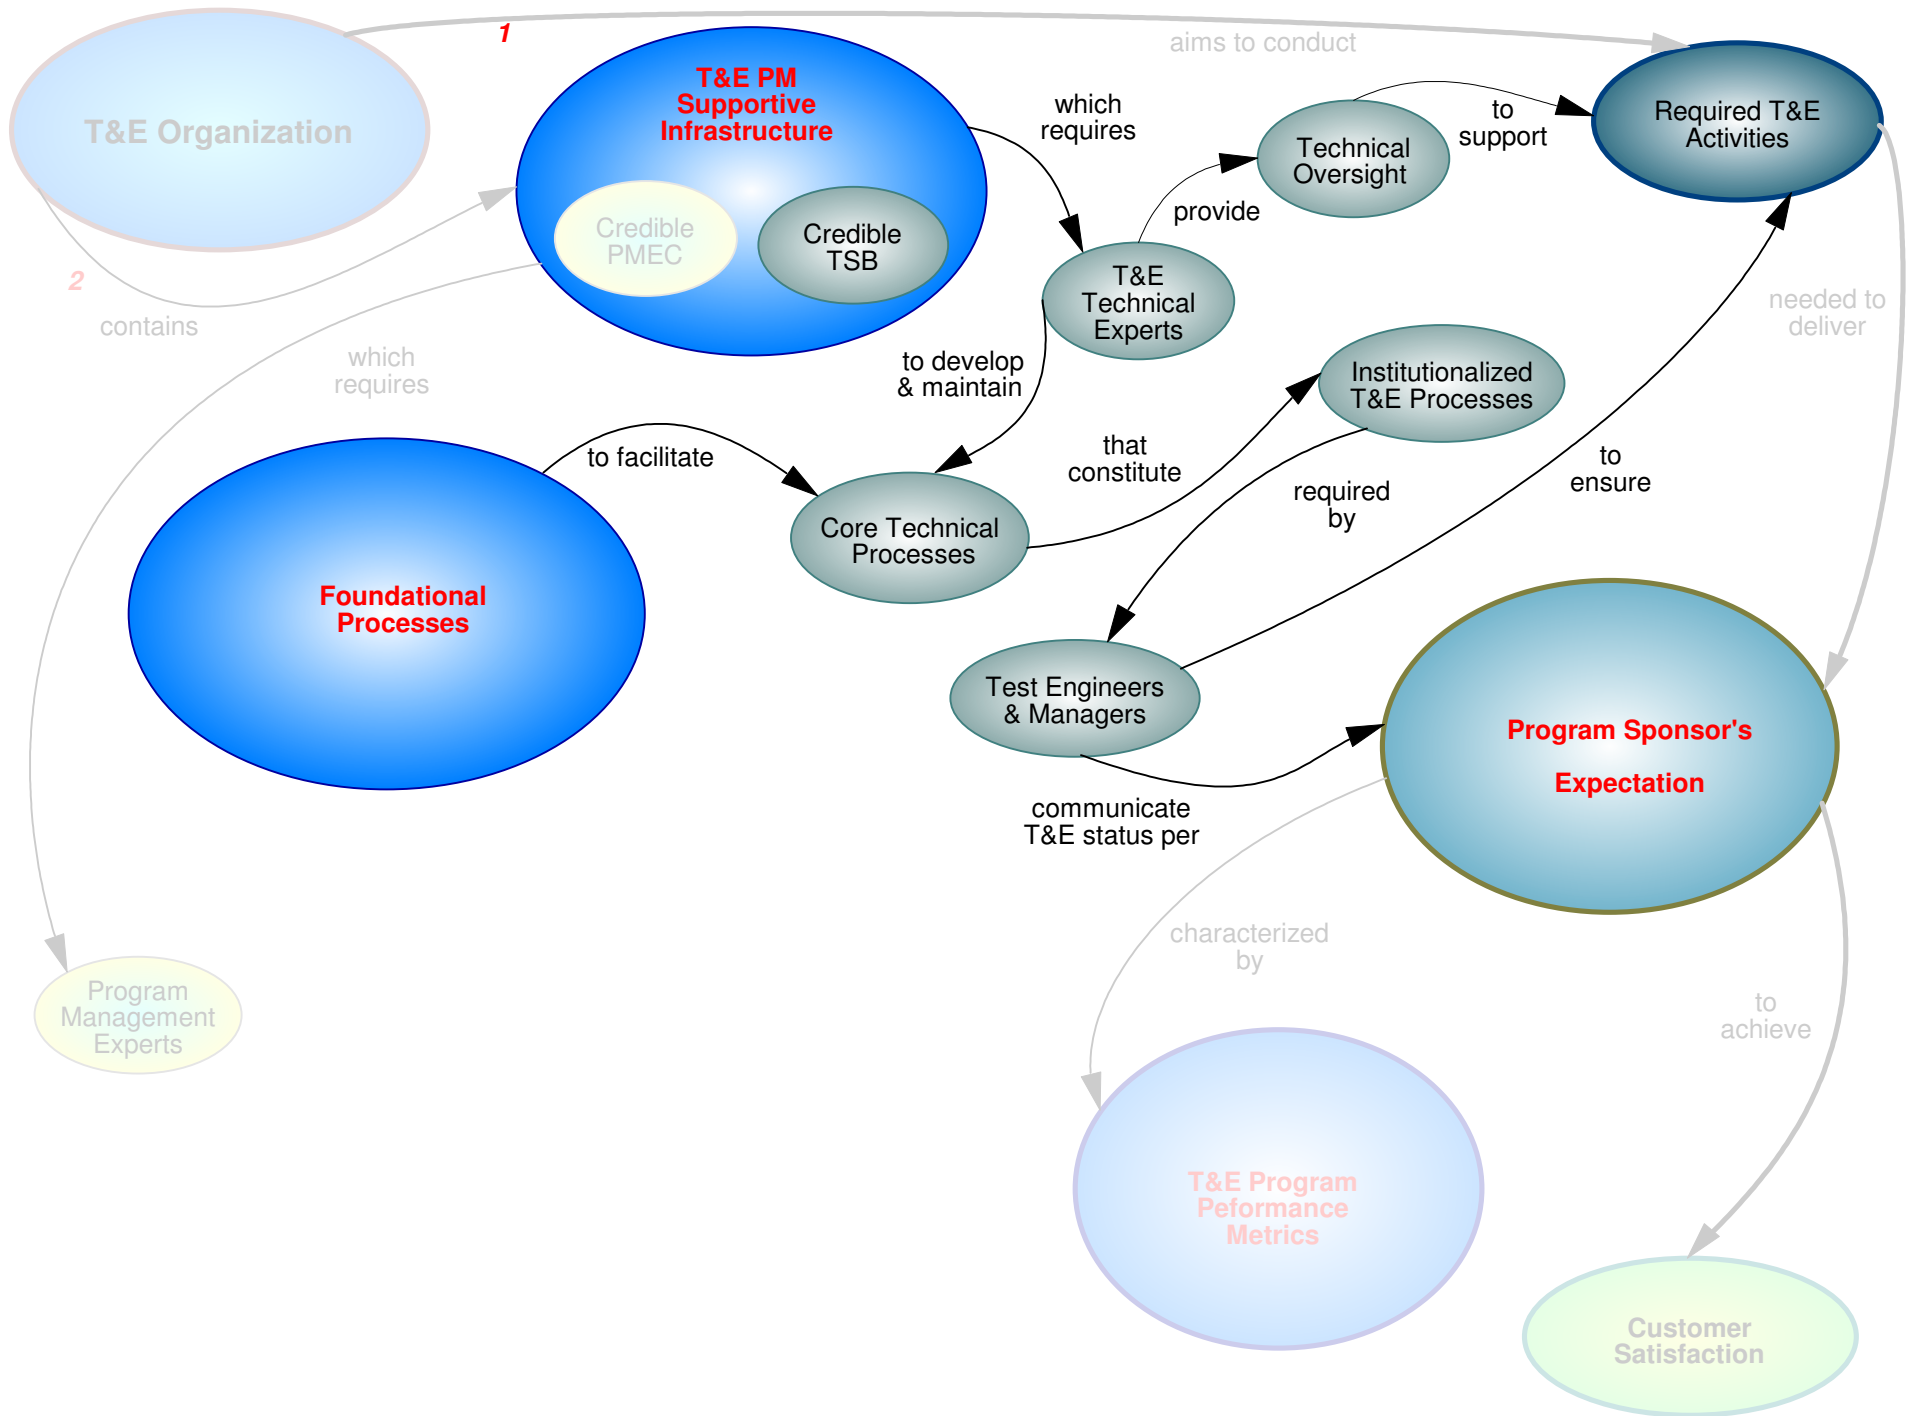 1
aims to conduct
T&E Organization
T&E PM
Supportive
Infrastructure
Credible
PMEC
Credible
TSB
which
requires
Technical
Oversight
to
support
Required T&E
Activities
provide
T&E
Technical
Experts
2
contains
which
requires
to develop
& maintain
Institutionalized
T&E Processes
needed to
deliver
to facilitate
that
constitute
required
by
to
ensure
Core Technical
Processes
Foundational
Processes
Test Engineers
& Managers
Program Sponsor's
Expectation
communicate
T&E status per
characterized
by
to
achieve
Program
Management
Experts
T&E Program
Peformance
Metrics
Customer
Satisfaction